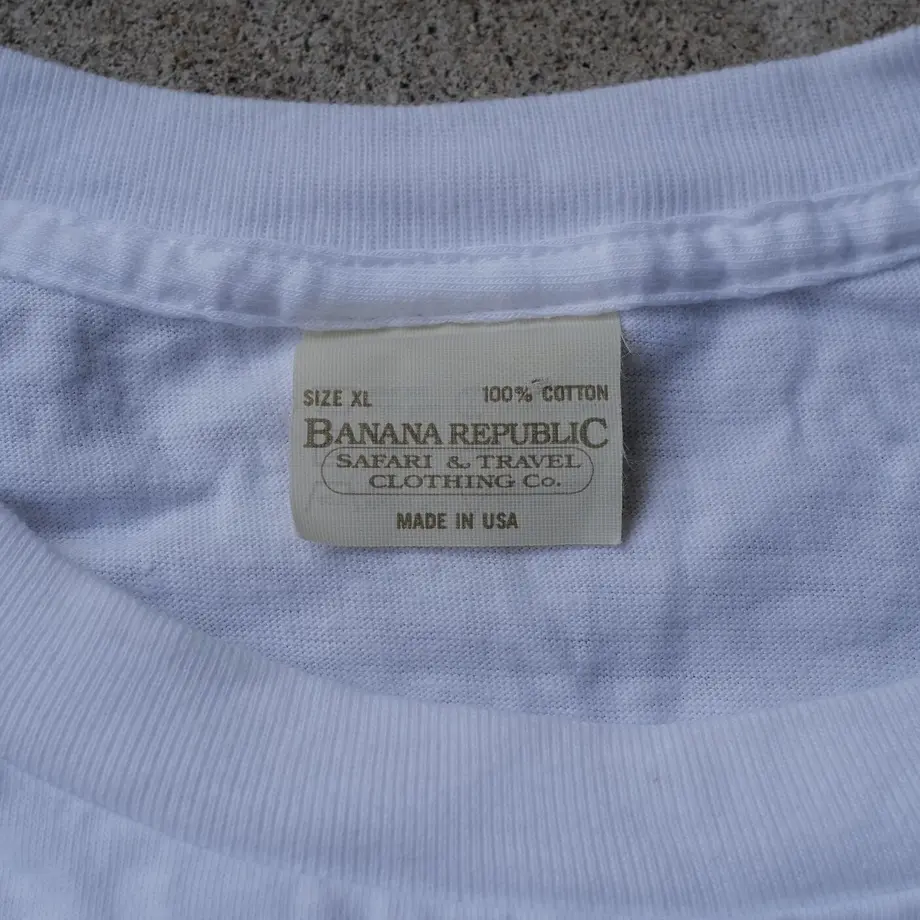 SIZE XL 100% COTTON
BANANA REPUBLIC
SAFARI & TRAVEL
CLOTHING Co.
MADE IN USA